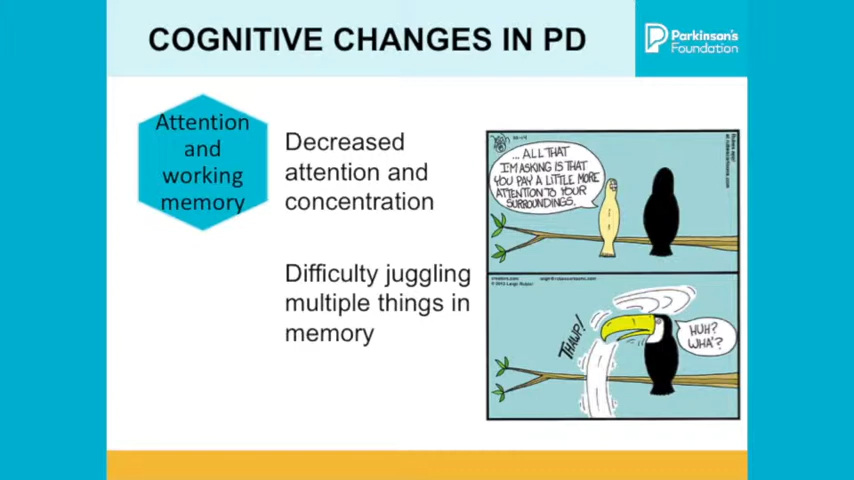 COGNITIVE CHANGES IN PD
Parkinson's
Foundation
Attention
and
working
memory
Decreased
attention and
concentration
Difficulty juggling
multiple things in
memory
...ALL THAT
I'M ASKING IS THAT
YOU PAY A LITTLE MORE
ATTENTION TO YOUR
SURROUNDINGS.
THAWP!
HUH?
WHA'?